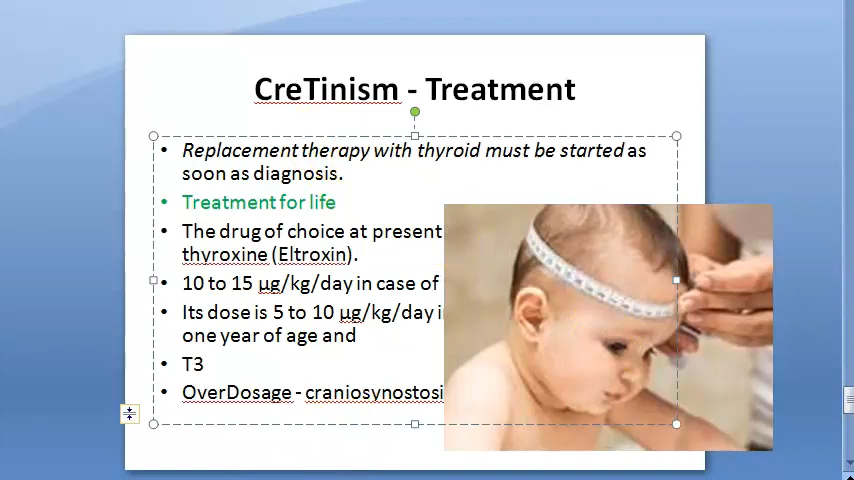 CreTinism - Treatment
• Replacement therapy with thyroid must be started as
soon as diagnosis.
• Treatment for life
• The drug of choice at present
thyroxine (Eltroxin).
• 10 to 15 µg/kg/day in case of
• Its dose is 5 to 10 µg/kg/day i
one year of age and
• T3
• OverDosage - craniosynostosi